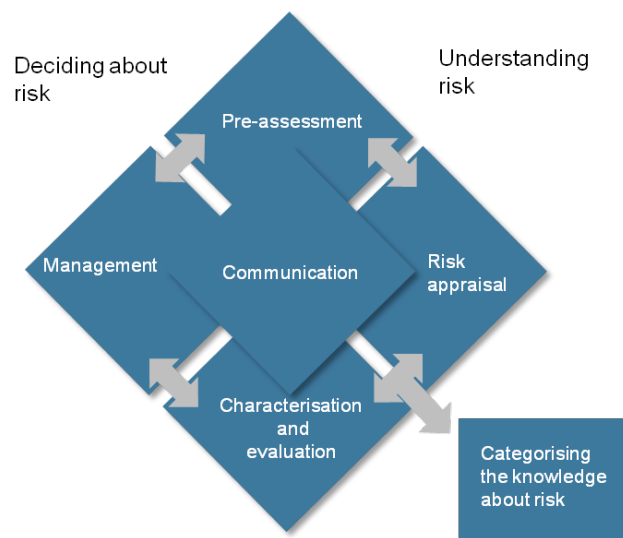 Deciding about
risk
Understanding
risk
Pre-assessment
Management
Communication
Risk
appraisal
Characterisation
and
evaluation
Categorising
the knowledge
about risk